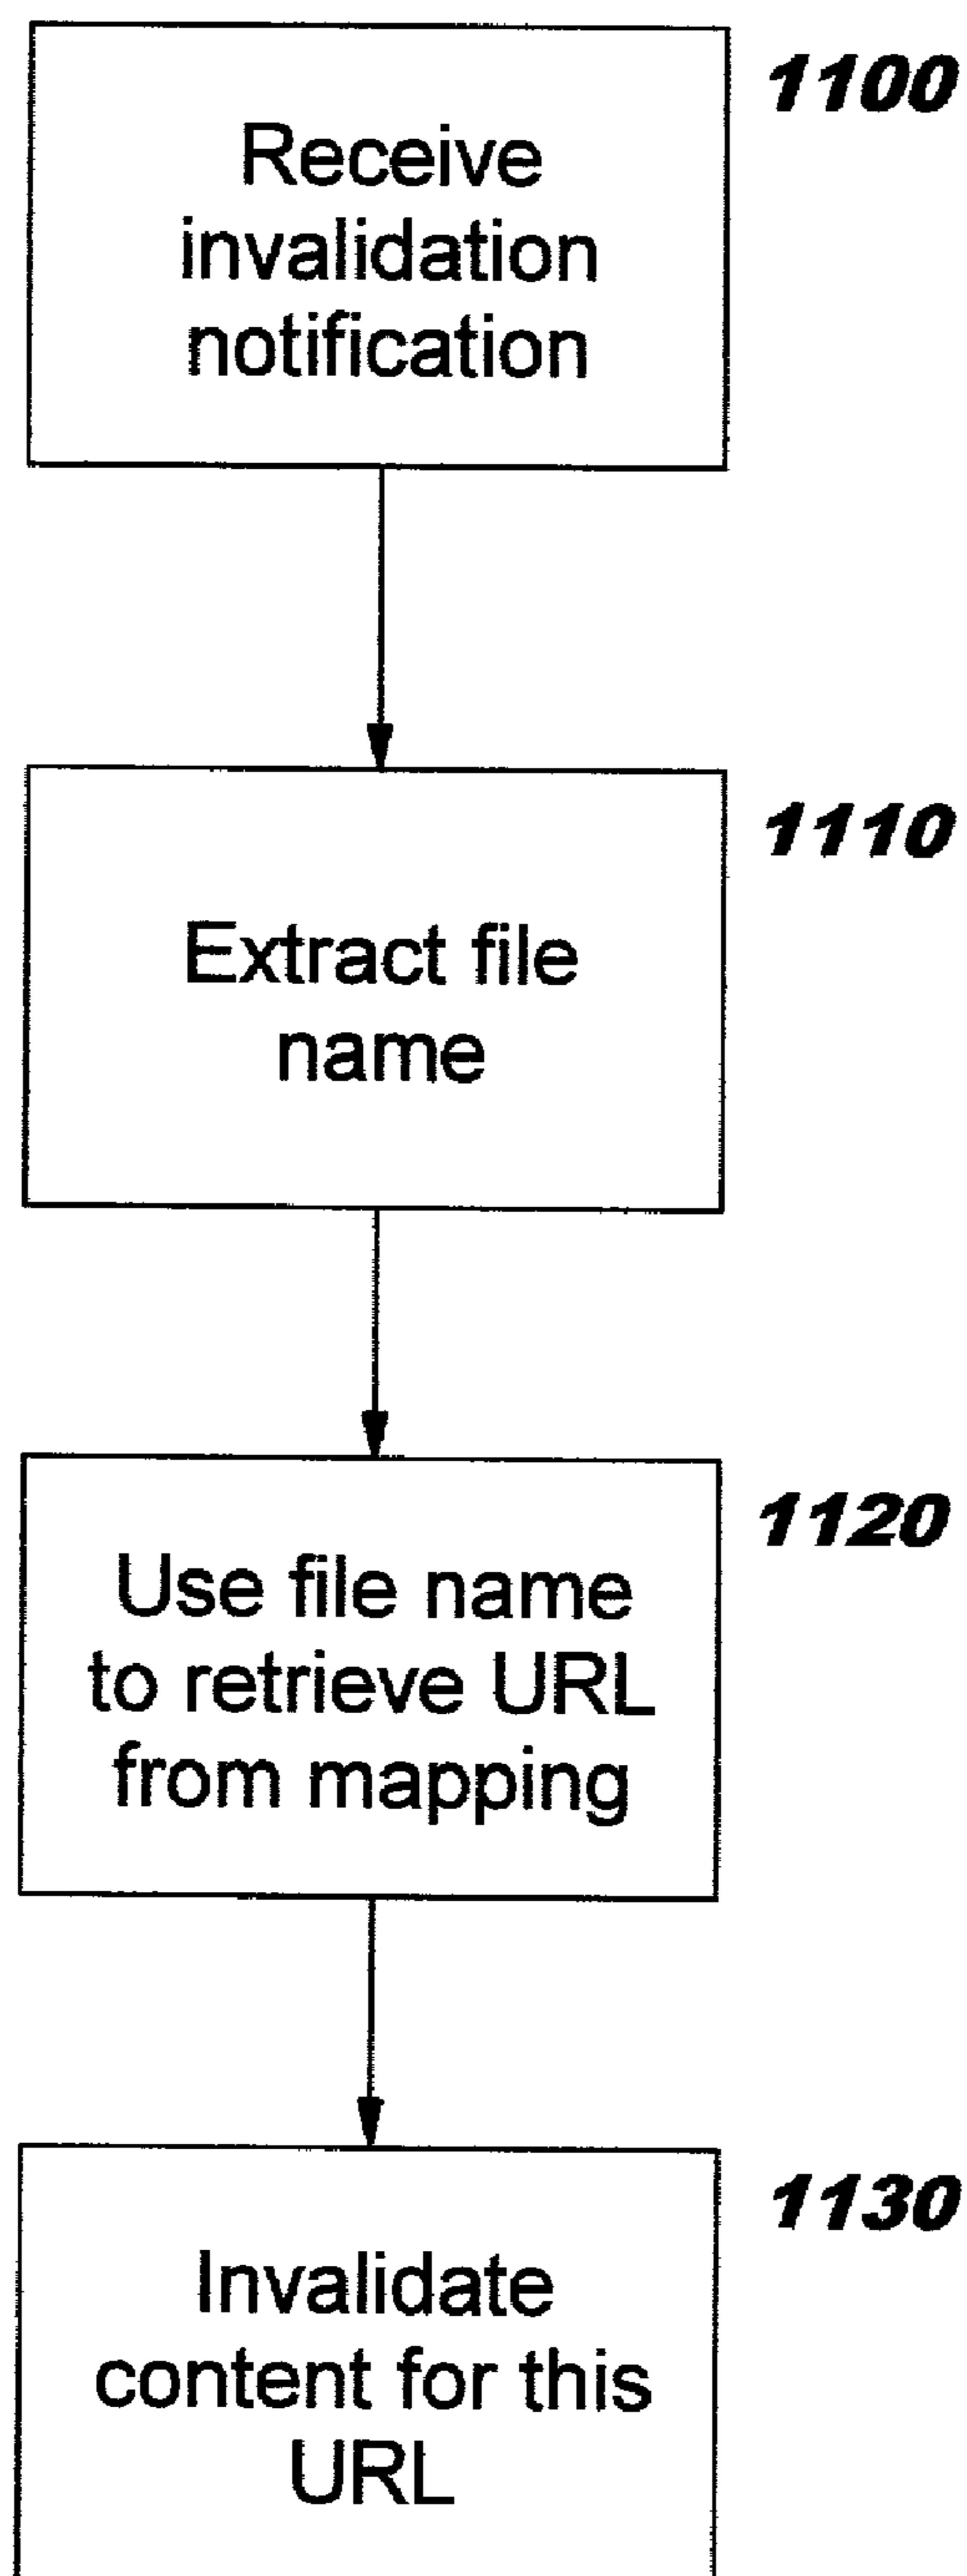 1100
Receive
invalidation
notification
1110
Extract file
name
1120
Use file name
to retrieve URL
from mapping
1130
Invalidate
content for this
URL